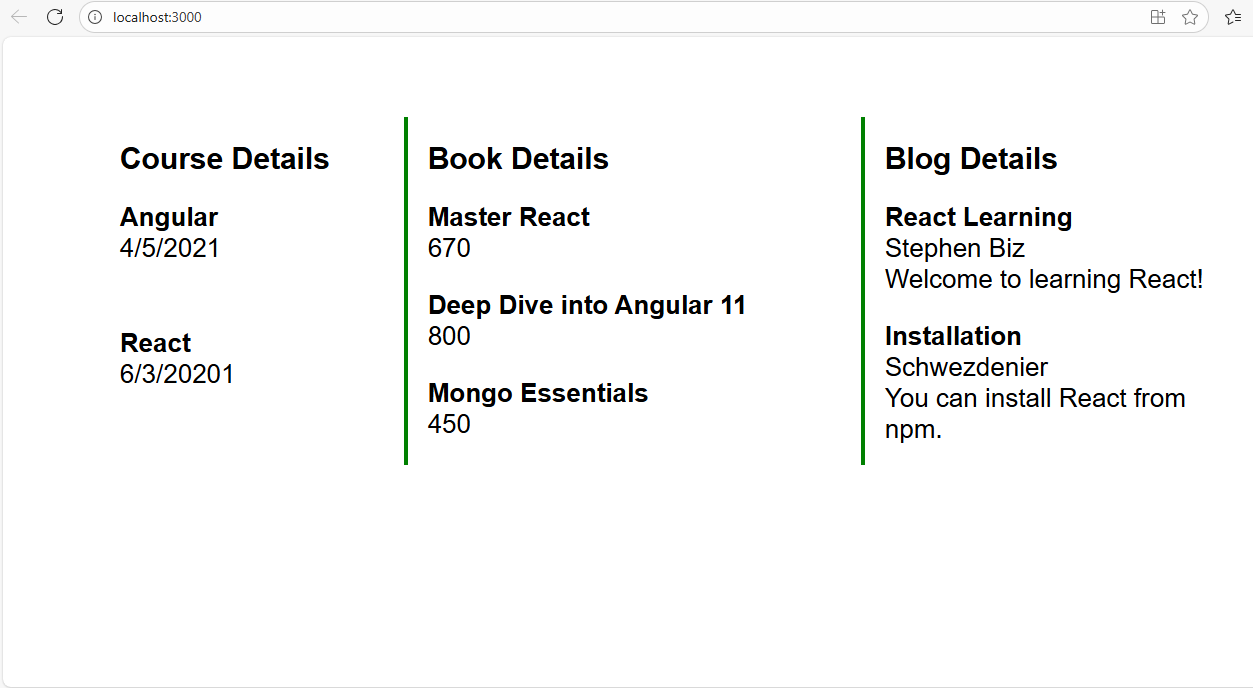 localhost:3000
Course Details
Angular
4/5/2021
React
6/3/20201
Book Details
Master React
670
Deep Dive into Angular 11
800
Mongo Essentials
450
Blog Details
React Learning
Stephen Biz
Welcome to learning React!
Installation
Schwezdenier
You can install React from
npm.